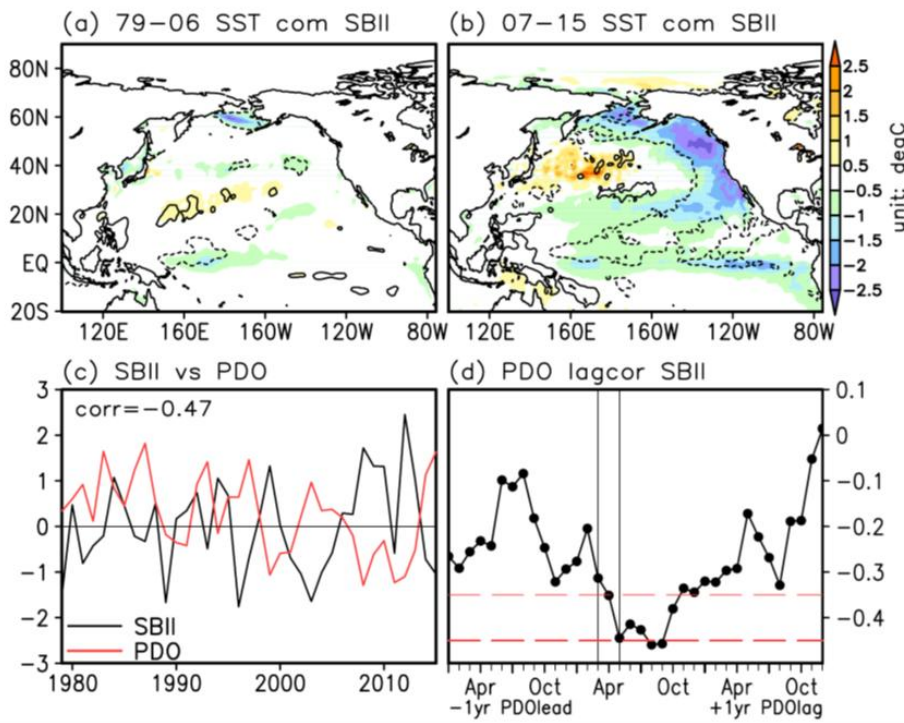 (a) 79-06 SST com SBII
(b) 07-15 SST com SBII
80N
60N
40N
20N
EQ
20S
120E 160E 160W 120W 80W
120E 160E 160W 120W 80W
2.5
2
1.5
1
0.5
-0.5
-1
-1.5
-2
-2.5
unit: degC
(c) SBII vs PDO
(d) PDO lagcor SBII
corr=-0.47
3
2
1
0
-1
-2
-3
SBII
PDO
1980 1990 2000 2010
0.1
0
-0.1
-0.2
-0.3
-0.4
Apr Oct Apr Oct Apr Oct
-1yr PDOlead +1yr PDOlag